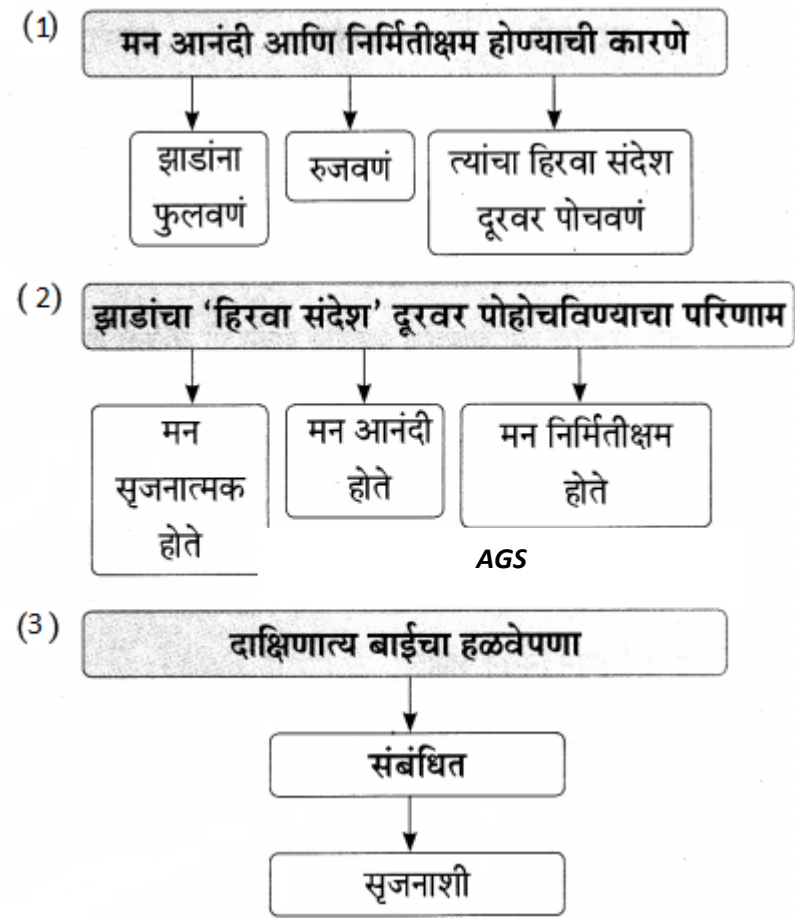 (1)
मन आनंदी आणि निर्मितीक्षम होण्याची कारणे
झाडांना
फुलवणं
रुजवणं
त्यांचा हिरवा संदेश
दूरवर पोचवणं
(2)
झाडांचा 'हिरवा संदेश' दूरवर पोहोचविण्याचा परिणाम
मन
सृजनात्मक
होते
मन आनंदी
होते
मन निर्मितीक्षम
होते
AGS
(3)
दाक्षिणात्य बाईचा हळवेपणा
संबंधित
सृजनाशी